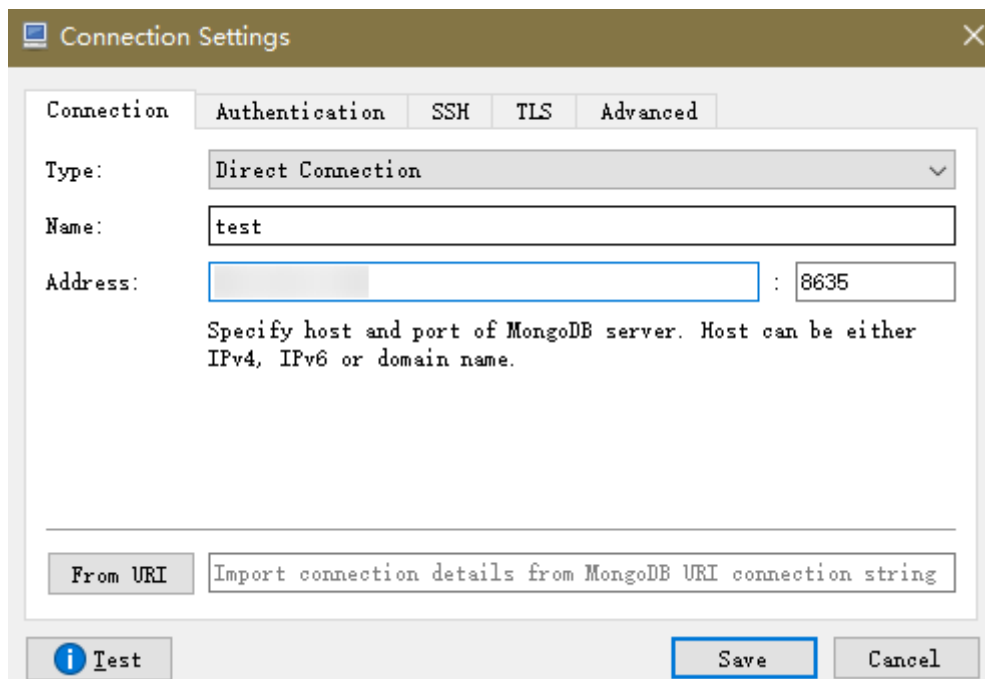 Connection Settings
Connection Authentication SSH TLS Advanced
Type: Direct Connection
Name: test
Address: : 8635
Specify host and port of MongoDB server. Host can be either
IPv4, IPv6 or domain name.
From URI Import connection details from MongoDB URI connection string
Test Save Cancel